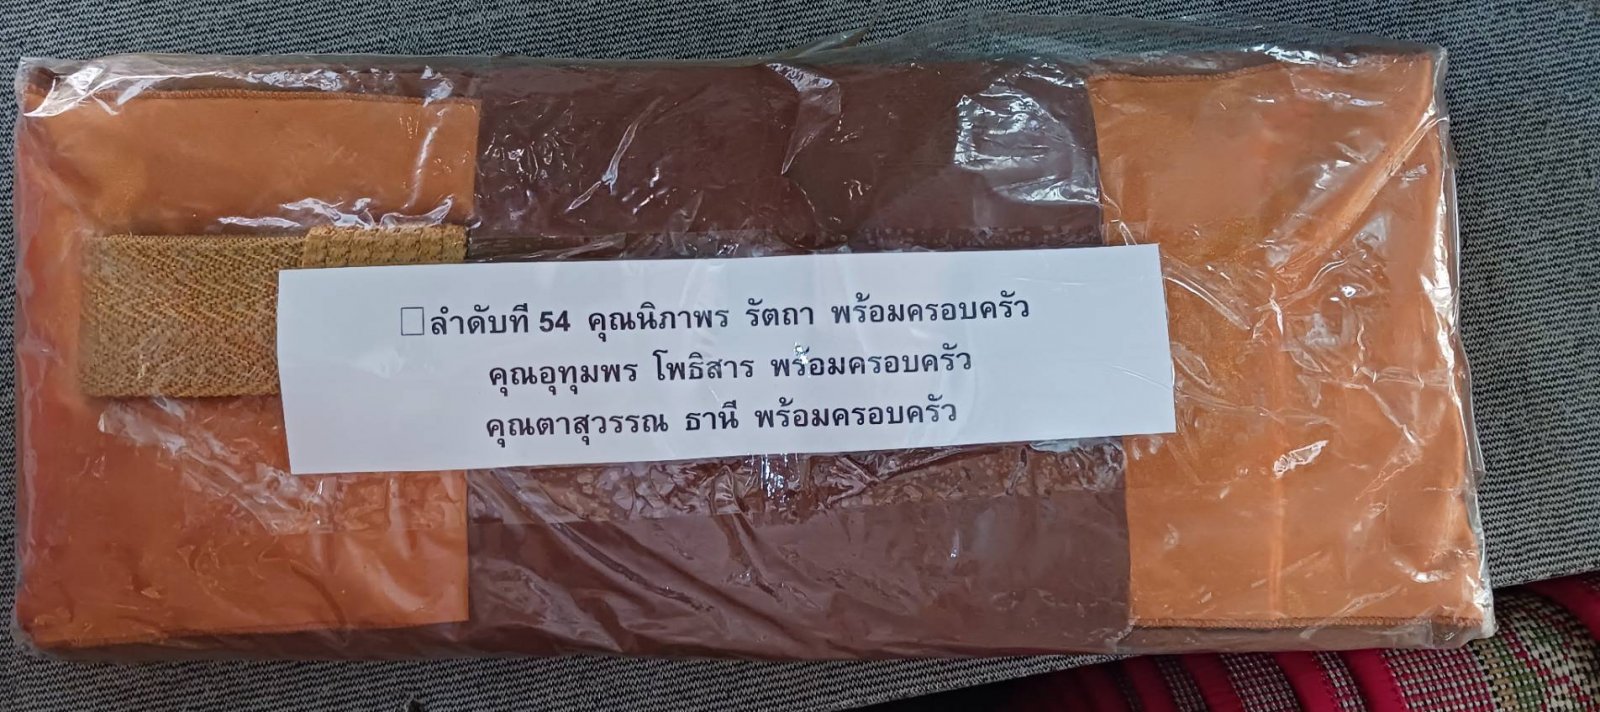 □ลำดับที่ 54 คุณนิภาพร รัตถา พร้อมครอบครัว
คุณอุทุมพร โพธิสาร พร้อมครอบครัว
คุณตาสุวรรณ ธานี พร้อมครอบครัว